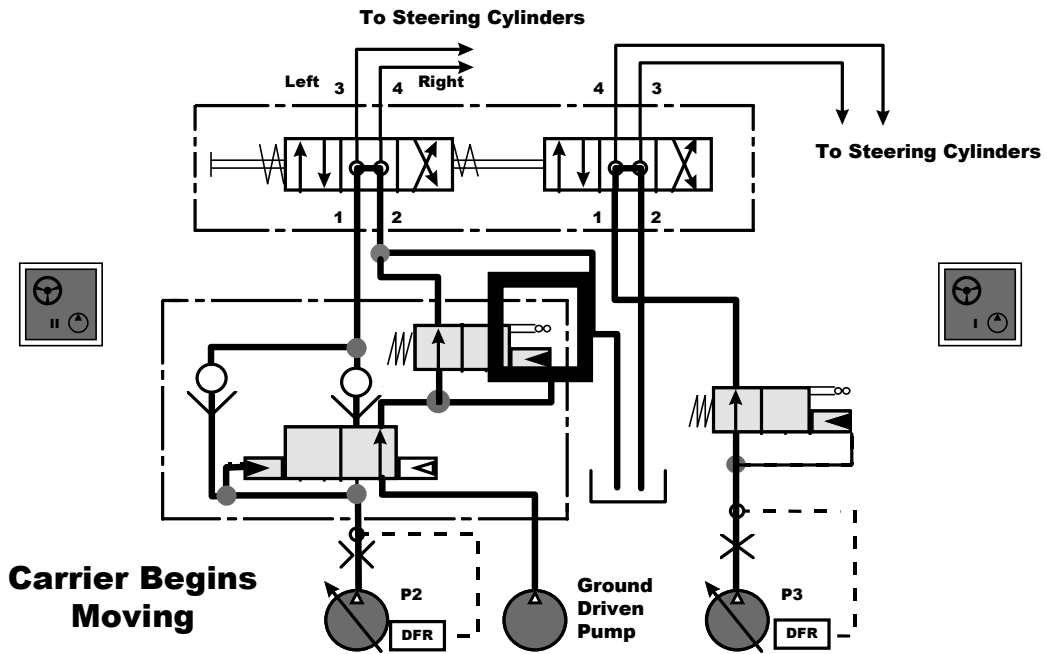 To Steering Cylinders
Left 3 4 Right
4 3
To Steering Cylinders
1 2
1 2
II
I
Carrier Begins
Moving
P2
DFR
Ground
Driven
Pump
P3
DFR